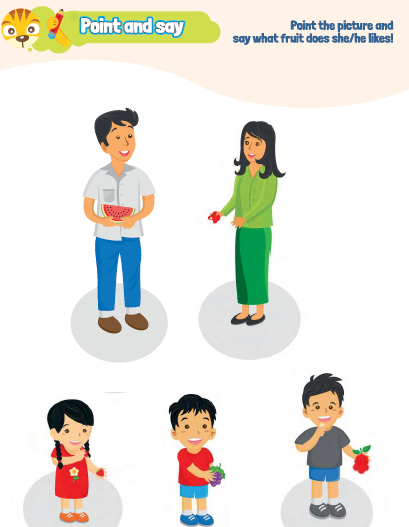 Point and say
Point the picture and
say what fruit does she/he likes!